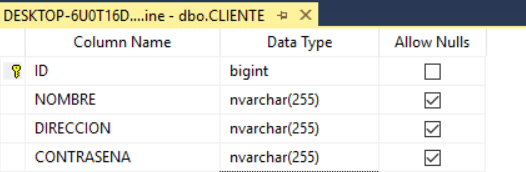 DESKTOP-6U0T16D....ine - dbo.CLIENTE
Column Name Data Type Allow Nulls
ID bigint
NOMBRE nvarchar(255)
DIRECCION nvarchar(255)
CONTRASENA nvarchar(255)